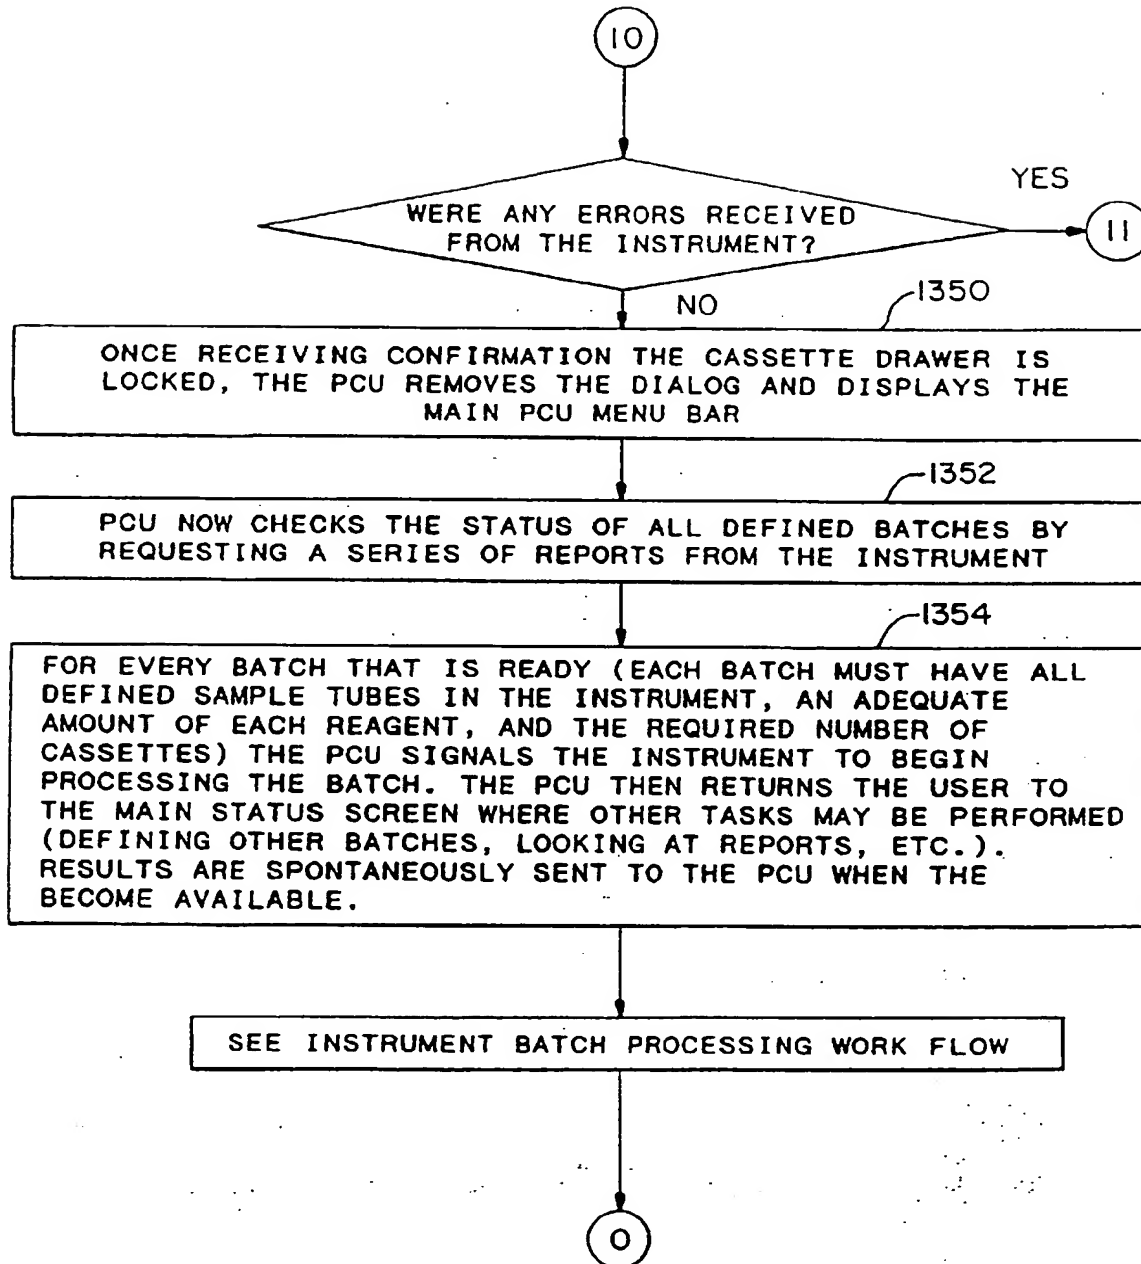 10
WERE ANY ERRORS RECEIVED
FROM THE INSTRUMENT?
YES
11
NO
1350
ONCE RECEIVING CONFIRMATION THE CASSETTE DRAWER IS
LOCKED, THE PCU REMOVES THE DIALOG AND DISPLAYS THE
MAIN PCU MENU BAR
1352
PCU NOW CHECKS THE STATUS OF ALL DEFINED BATCHES BY
REQUESTING A SERIES OF REPORTS FROM THE INSTRUMENT
1354
FOR EVERY BATCH THAT IS READY (EACH BATCH MUST HAVE ALL
DEFINED SAMPLE TUBES IN THE INSTRUMENT, AN ADEQUATE
AMOUNT OF EACH REAGENT, AND THE REQUIRED NUMBER OF
CASSETTES) THE PCU SIGNALS THE INSTRUMENT TO BEGIN
PROCESSING THE BATCH. THE PCU THEN RETURNS THE USER TO
THE MAIN STATUS SCREEN WHERE OTHER TASKS MAY BE PERFORMED
(DEFINING OTHER BATCHES, LOOKING AT REPORTS, ETC.).
RESULTS ARE SPONTANEOUSLY SENT TO THE PCU WHEN THE
BECOME AVAILABLE.
SEE INSTRUMENT BATCH PROCESSING WORK FLOW
0